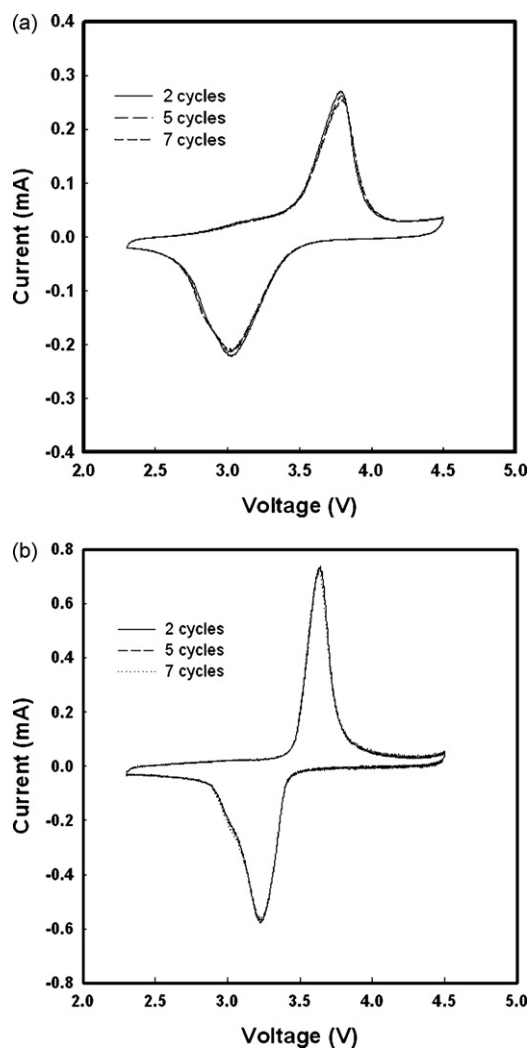 (a)
0.4
0.3
0.2
0.1
0.0
-0.1
-0.2
-0.3
-0.4
Current (mA)
2 cycles
5 cycles
7 cycles
2.0 2.5 3.0 3.5 4.0 4.5 5.0
Voltage (V)
(b)
0.8
0.6
0.4
0.2
0.0
-0.2
-0.4
-0.6
-0.8
Current (mA)
2 cycles
5 cycles
7 cycles
2.0 2.5 3.0 3.5 4.0 4.5 5.0
Voltage (V)